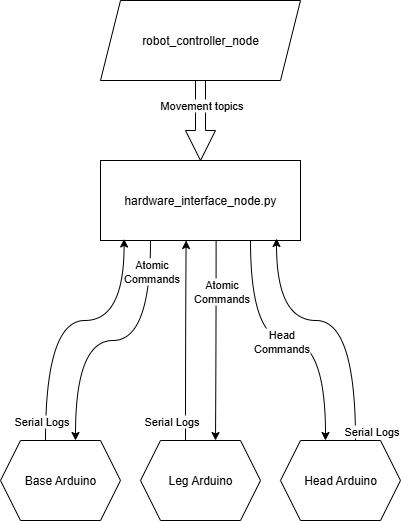 robot_controller_node
Movement topics
hardware_interface_node.py
Atomic
Commands
Atomic
Commands
Head
Commands
Serial Logs
Serial Logs
Serial Logs
Base Arduino
Leg Arduino
Head Arduino